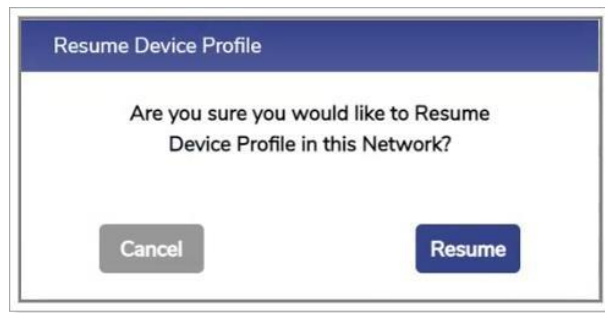 Resume Device Profile
Are you sure you would like to Resume
Device Profile in this Network?
Cancel
Resume